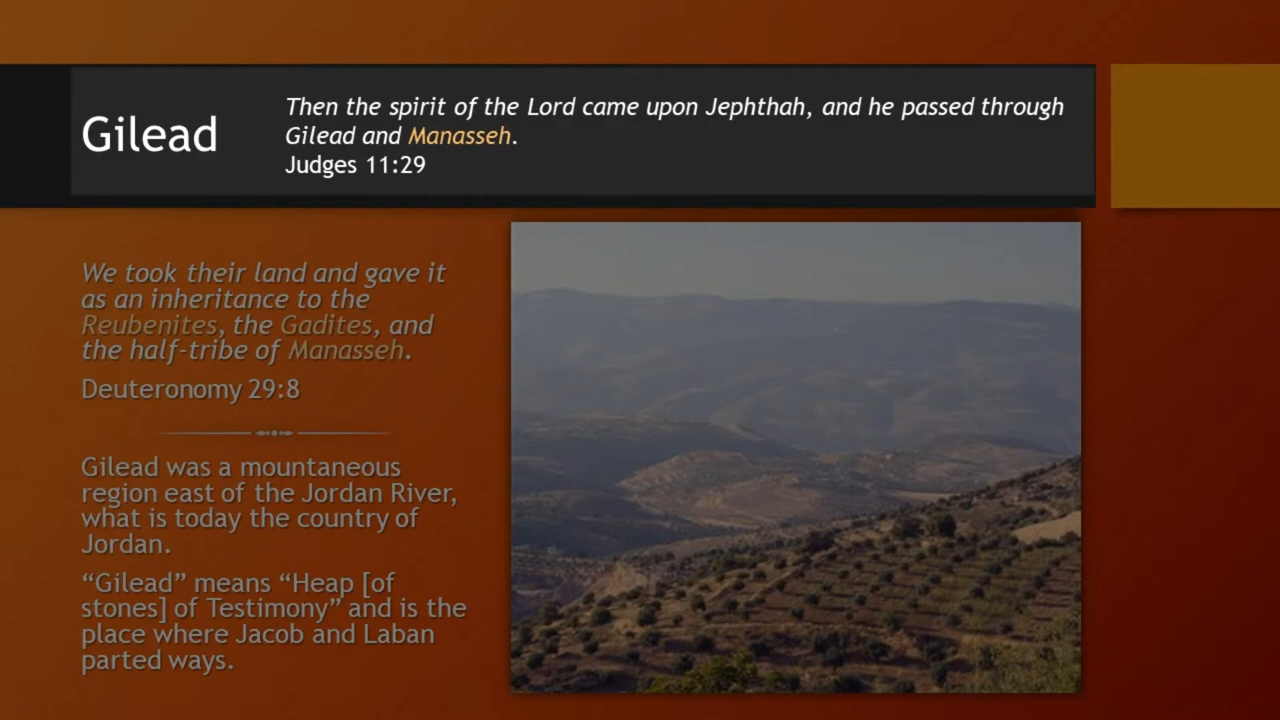 Gilead
Then the spirit of the Lord came upon Jephthah, and he passed through
Gilead and Manasseh.
Judges 11:29
We took their land and gave it
as an inheritance to the
Reubenites, the Gadites, and
the half-tribe of Manasseh.
Deuteronomy 29:8
Gilead was a mountaneous
region east of the Jordan River,
what is today the country of
Jordan.
“Gilead” means “Heap [of
stones] of Testimony” and is the
place where Jacob and Laban
parted ways.